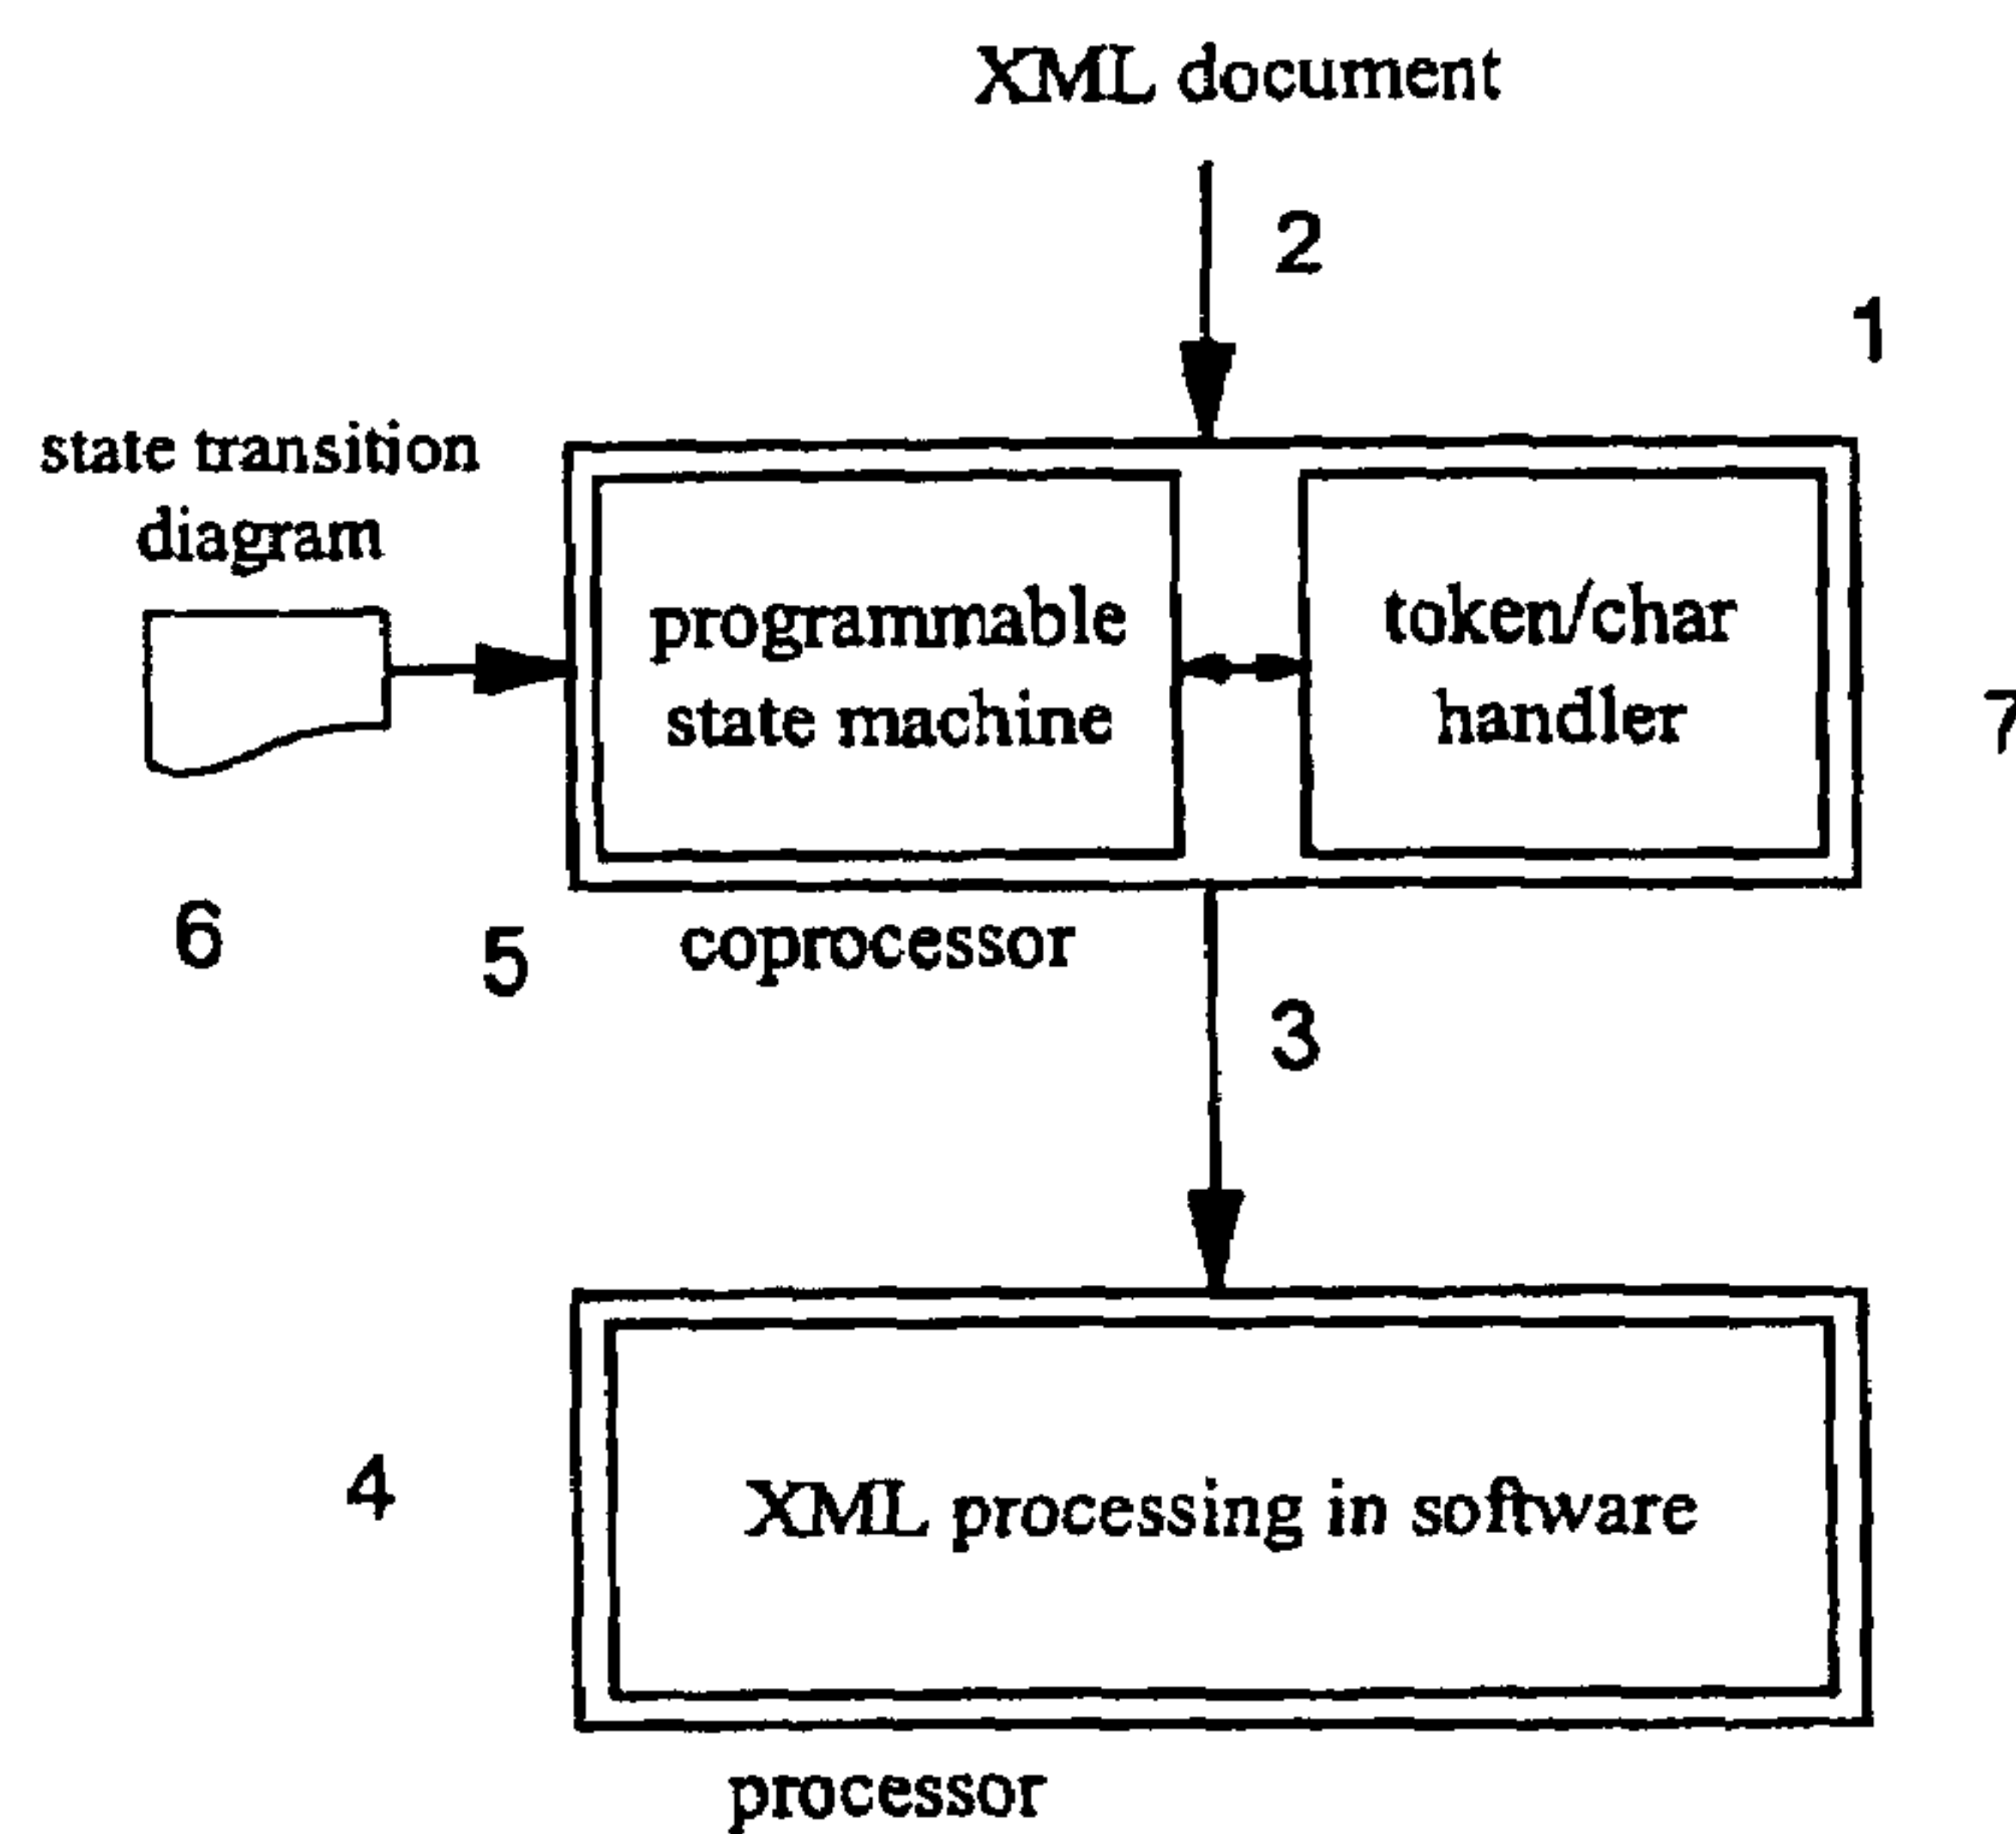 XML document
2
1
state transition
diagram
programmable
state machine
token/char
handler
7
6
5
coprocessor
3
4
XML processing in software
processor